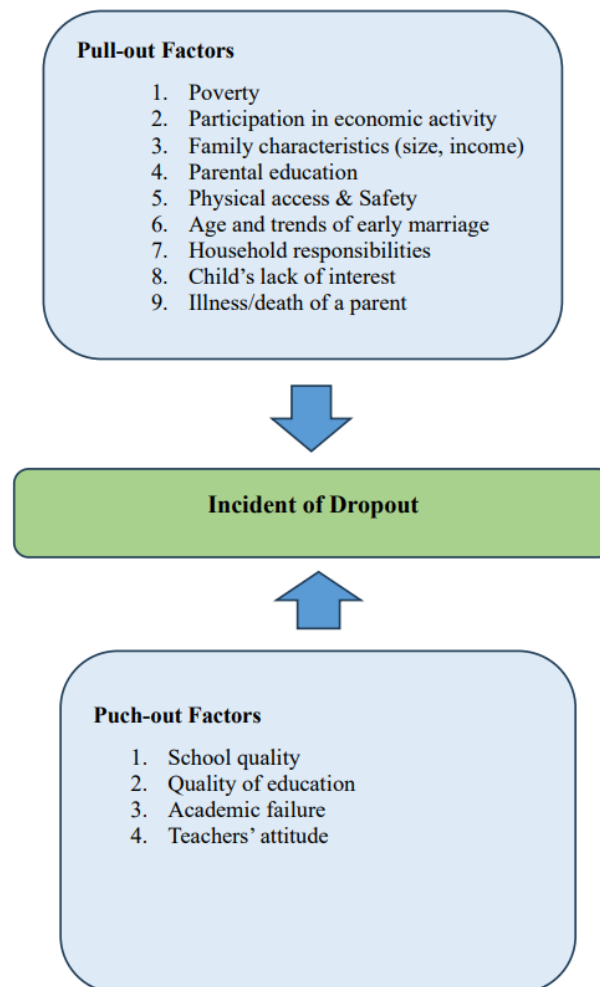 Pull-out Factors
1. Poverty
2. Participation in economic activity
3. Family characteristics (size, income)
4. Parental education
5. Physical access & Safety
6. Age and trends of early marriage
7. Household responsibilities
8. Child’s lack of interest
9. Illness/death of a parent
Incident of Dropout
Puch-out Factors
1. School quality
2. Quality of education
3. Academic failure
4. Teachers’ attitude